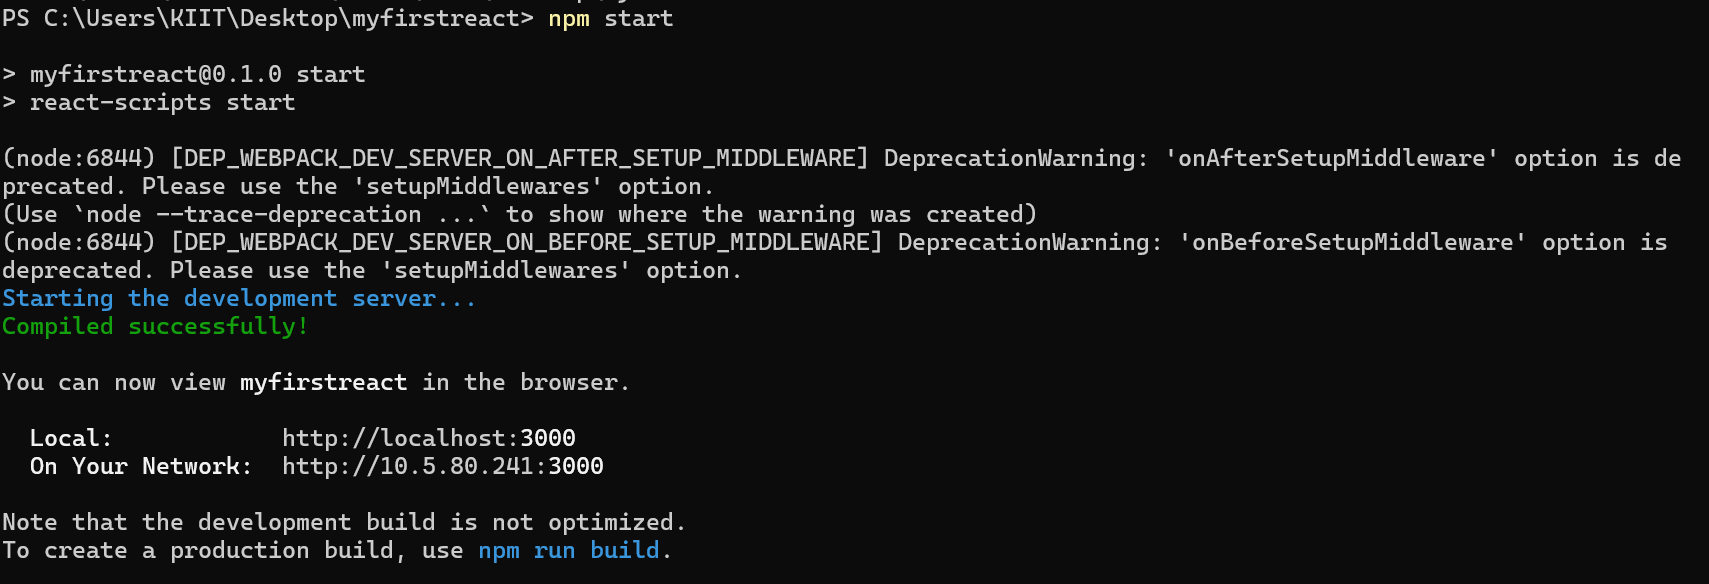 PS C:\Users\KIIT\Desktop\myfirstreact> npm start
> myfirstreact@0.1.0 start
> react-scripts start
(node:6844) [DEP_WEBPACK_DEV_SERVER_ON_AFTER_SETUP_MIDDLEWARE] DeprecationWarning: 'onAfterSetupMiddleware' option is de
precated. Please use the 'setupMiddlewares' option.
(Use `node --trace-deprecation ...` to show where the warning was created)
(node:6844) [DEP_WEBPACK_DEV_SERVER_ON_BEFORE_SETUP_MIDDLEWARE] DeprecationWarning: 'onBeforeSetupMiddleware' option is
deprecated. Please use the 'setupMiddlewares' option.
Starting the development server...
Compiled successfully!
You can now view myfirstreact in the browser.
Local: http://localhost:3000
On Your Network: http://10.5.80.241:3000
Note that the development build is not optimized.
To create a production build, use npm run build.